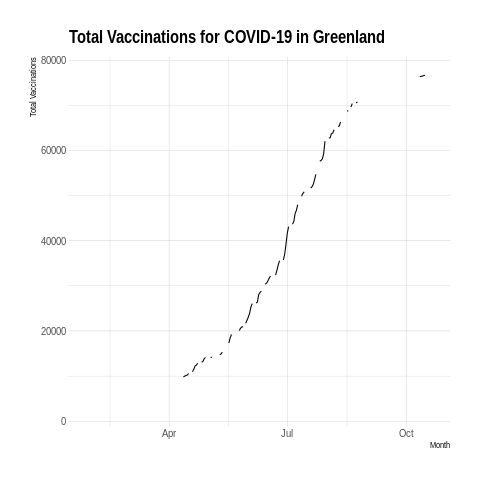 Total Vaccinations for COVID-19 in Greenland
Total Vaccinations
80000
60000
40000
20000
0
Apr
Jul
Oct
Month